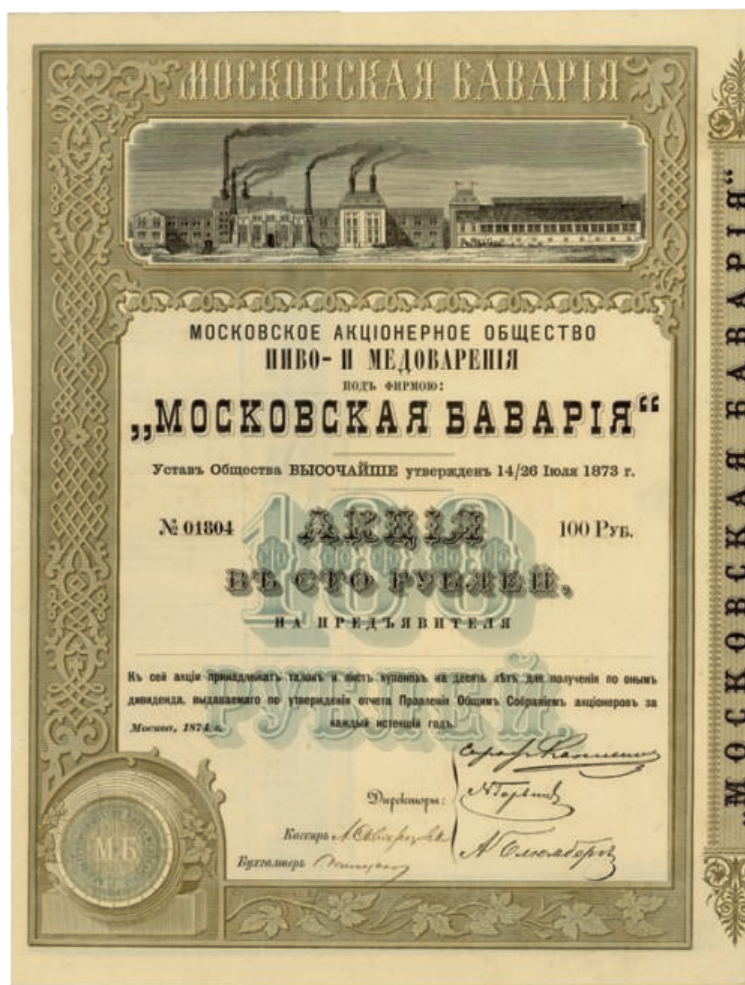 МОСКОВСКАЯ БАВАРІЯ
МОСКОВСКОЕ АКЦІОНЕРНОЕ ОБЩЕСТВО
ПИВО- И МЕДОВАРЕНІЯ
ПОДЪ ФИРМОЮ:
„МОСКОВСКАЯ БАВАРІЯ“
Уставъ Общества ВЫСОЧАЙШЕ утвержденъ 14/26 Іюля 1873 г.
№ 01804 АКЦІЯ 100 РУБ.
ВЪ СТО РУБЛЕЙ,
НА ПРЕДЪЯВИТЕЛЯ
100
РУБЛЕЙ.
Къ сей акціи принадлежатъ талонъ и листъ купоновъ на десять лѣтъ для полученія по онымъ
дивиденда, выдаваемаго по утвержденіи отчета Правленія Общимъ Собраніемъ акціонеровъ за
каждый истекшій годъ.
Москва, 1874 г.
Директоры:
Кассиръ
Бухгалтеръ
М Б
„МОСКОВСКАЯ БАВАРІЯ“